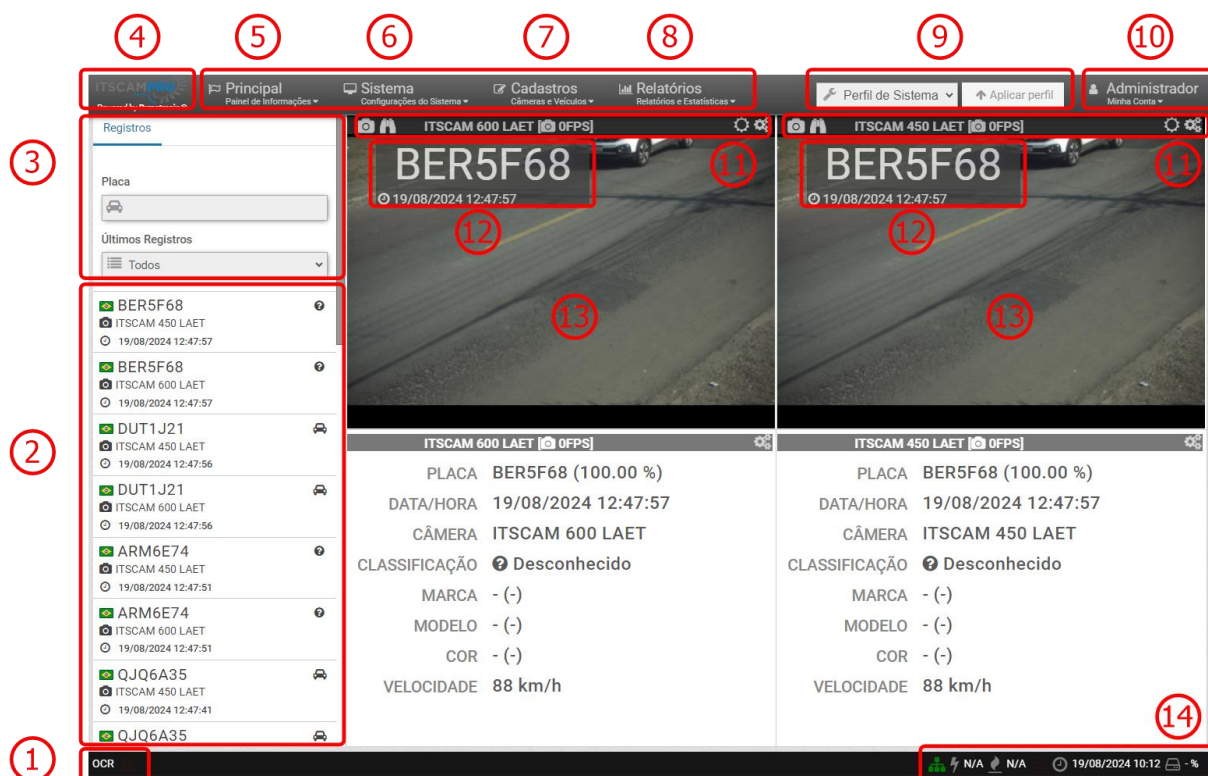 4
5
6
7
8
9
10
ITSCAMPRO
Powered by Pumatronix ®
Principal
Painel de Informações
Sistema
Configurações do Sistema
Cadastros
Câmeras e Veículos
Relatórios
Relatórios e Estatísticas
Perfil de Sistema
Aplicar perfil
Administrador
Minha Conta
3
Registros
Placa
Últimos Registros
Todos
2
BER5F68
ITSCAM 450 LAET
19/08/2024 12:47:57
BER5F68
ITSCAM 600 LAET
19/08/2024 12:47:57
DUT1J21
ITSCAM 450 LAET
19/08/2024 12:47:56
DUT1J21
ITSCAM 600 LAET
19/08/2024 12:47:56
ARM6E74
ITSCAM 450 LAET
19/08/2024 12:47:51
ARM6E74
ITSCAM 600 LAET
19/08/2024 12:47:51
QJQ6A35
ITSCAM 450 LAET
19/08/2024 12:47:41
QJQ6A35
ITSCAM 600 LAET [0FPS]
11
BER5F68
19/08/2024 12:47:57
12
13
ITSCAM 600 LAET [0FPS]
PLACA BER5F68 (100.00 %)
DATA/HORA 19/08/2024 12:47:57
CÂMERA ITSCAM 600 LAET
CLASSIFICAÇÃO Desconhecido
MARCA - (-)
MODELO - (-)
COR - (-)
VELOCIDADE 88 km/h
ITSCAM 450 LAET [0FPS]
11
BER5F68
19/08/2024 12:47:57
12
13
ITSCAM 450 LAET [0FPS]
PLACA BER5F68 (100.00 %)
DATA/HORA 19/08/2024 12:47:57
CÂMERA ITSCAM 450 LAET
CLASSIFICAÇÃO Desconhecido
MARCA - (-)
MODELO - (-)
COR - (-)
VELOCIDADE 88 km/h
14
1
OCR
N/A N/A 19/08/2024 10:12 - %